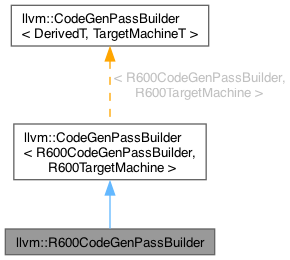 llvm::CodeGenPassBuilder
< DerivedT, TargetMachineT >
< R600CodeGenPassBuilder,
R600TargetMachine >
llvm::CodeGenPassBuilder
< R600CodeGenPassBuilder,
R600TargetMachine >
llvm::R600CodeGenPassBuilder